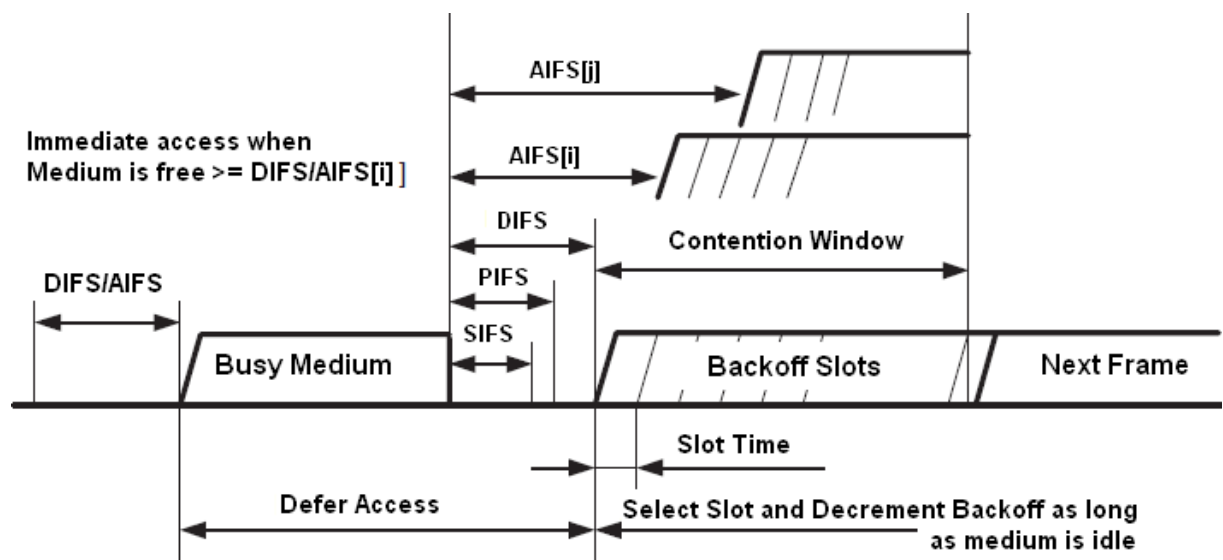 AIFS[j]
Immediate access when
Medium is free >= DIFS/AIFS[i] ]
AIFS[i]
DIFS
Contention Window
DIFS/AIFS
PIFS
SIFS
Busy Medium
Backoff Slots
Next Frame
Slot Time
Defer Access
Select Slot and Decrement Backoff as long
as medium is idle